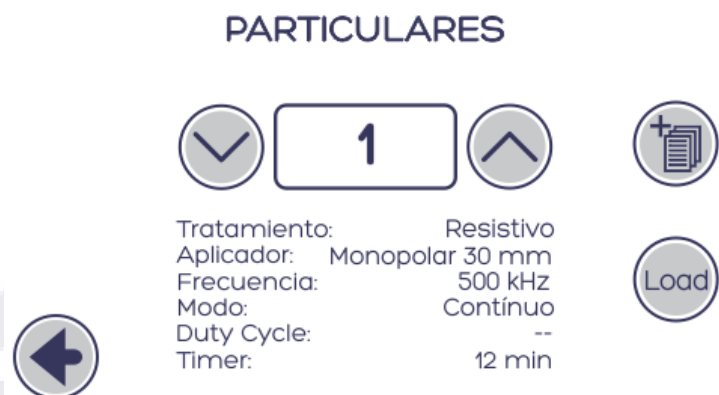 PARTICULARES
1
Tratamiento: Resistivo
Aplicador: Monopolar 30 mm
Frecuencia: 500 kHz
Modo: Contínuo
Duty Cycle: --
Timer: 12 min
Load